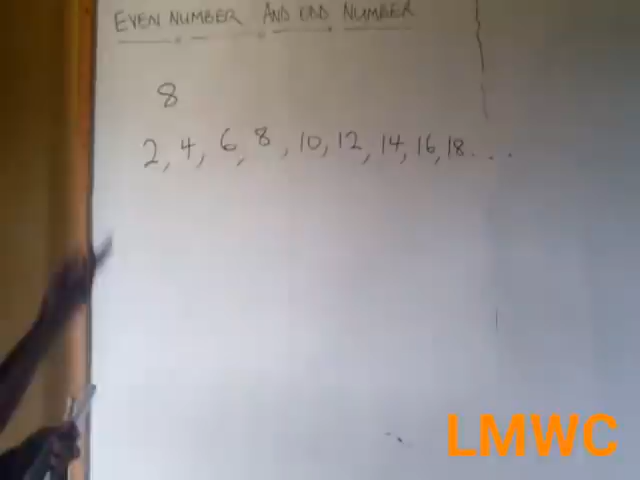 EVEN NUMBER AND ODD NUMBER
8
2, 4, 6, 8, 10, 12, 14, 16, 18...
LMWC